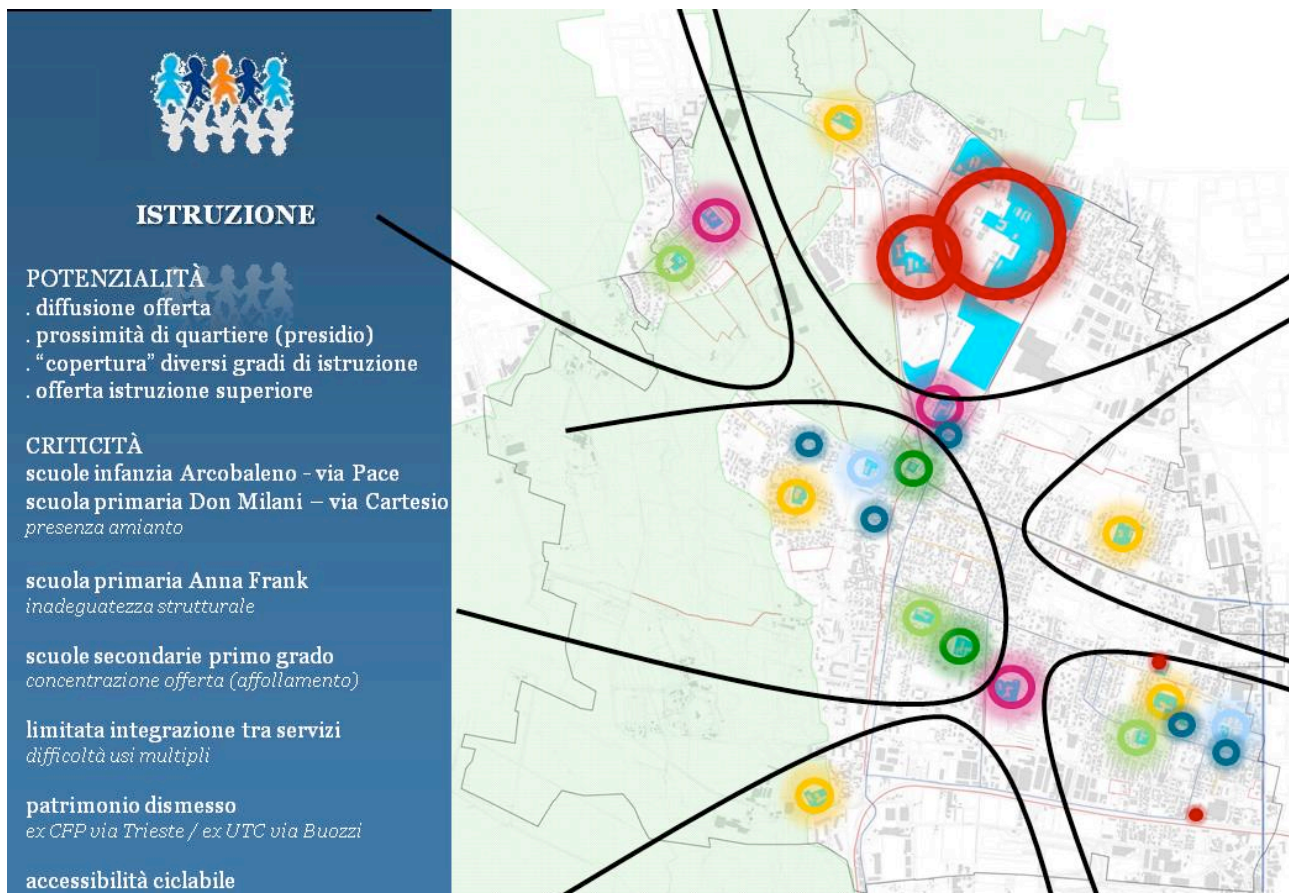 ISTRUZIONE
POTENZIALITÀ
. diffusione offerta
. prossimità di quartiere (presidio)
. “copertura” diversi gradi di istruzione
. offerta istruzione superiore
CRITICITÀ
scuole infanzia Arcobaleno - via Pace
scuola primaria Don Milani – via Cartesio
presenza amianto
scuola primaria Anna Frank
inadeguatezza strutturale
scuole secondarie primo grado
concentrazione offerta (affollamento)
limitata integrazione tra servizi
difficoltà usi multipli
patrimonio dismesso
ex CFP via Trieste / ex UTC via Buozzi
accessibilità ciclabile